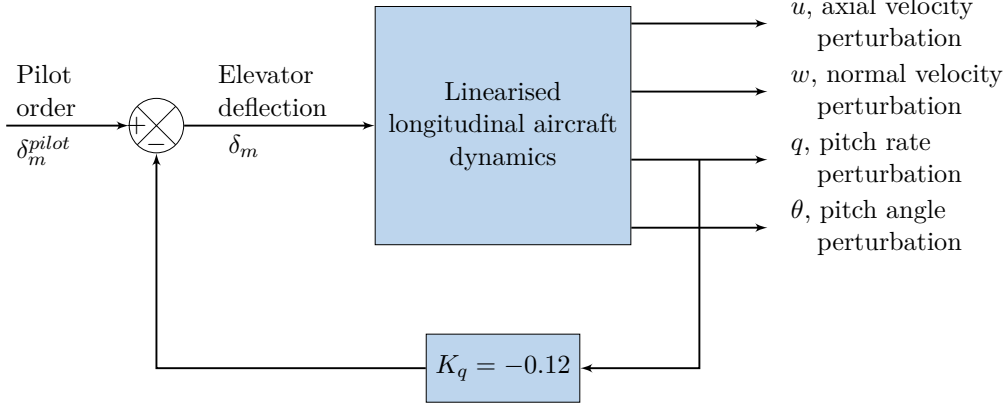 Pilot
order
δ_m^{pilot}
+
−
Elevator
deflection
δ_m
Linearised
longitudinal aircraft
dynamics
u, axial velocity
perturbation
w, normal velocity
perturbation
q, pitch rate
perturbation
θ, pitch angle
perturbation
K_q = −0.12